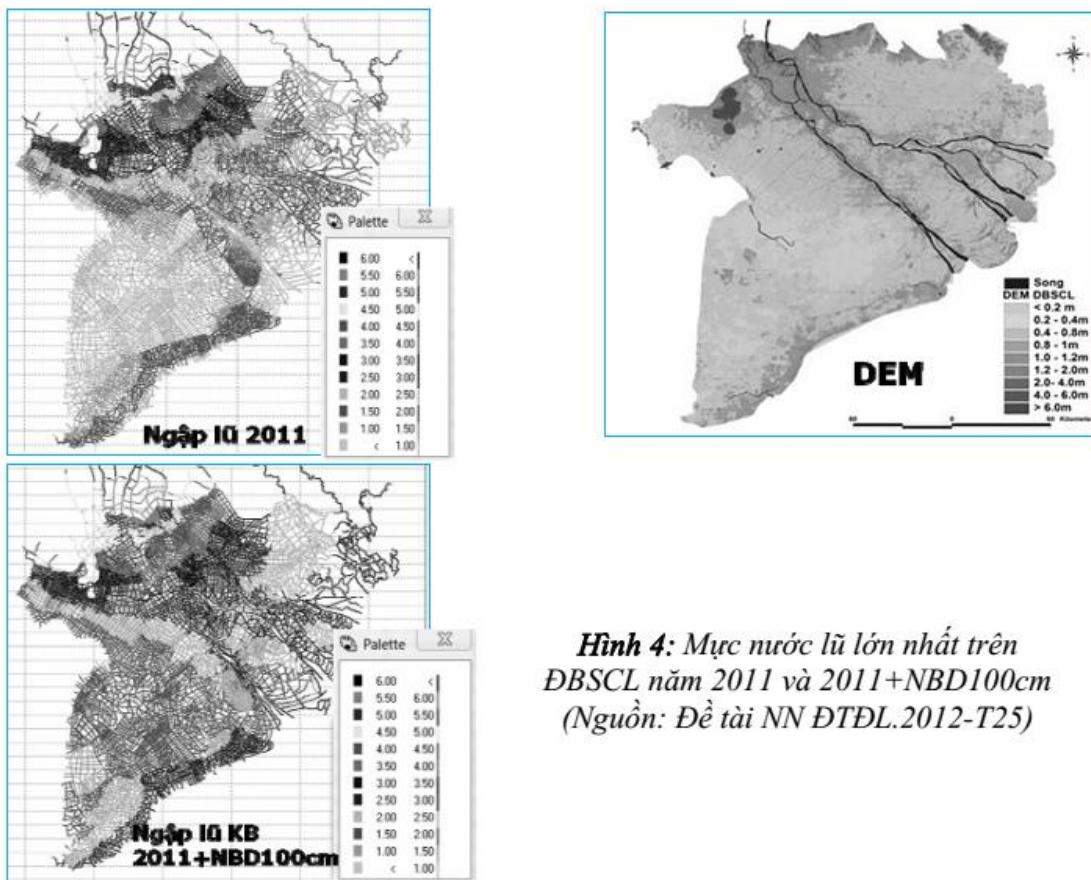 Palette
6.00 <
5.50 6.00
5.00 5.50
4.50 5.00
4.00 4.50
3.50 4.00
3.00 3.50
2.50 3.00
2.00 2.50
1.50 2.00
1.00 1.50
< 1.00
Ngập lũ 2011
Song
DEM DBSCL
< 0.2 m
0.2 - 0.4m
0.4 - 0.8m
0.8 - 1m
1.0 - 1.2m
1.2 - 2.0m
2.0- 4.0m
4.0 - 6.0m
> 6.0m
DEM
60 0 60 Kilometers
Palette
6.00 <
5.50 6.00
5.00 5.50
4.50 5.00
4.00 4.50
3.50 4.00
3.00 3.50
2.50 3.00
2.00 2.50
1.50 2.00
1.00 1.50
< 1.00
Ngập lũ KB
2011+NBD100cm
Hình 4: Mực nước lũ lớn nhất trên
ĐBSCL năm 2011 và 2011+NBD100cm
(Nguồn: Đề tài NN ĐTĐL.2012-T25)